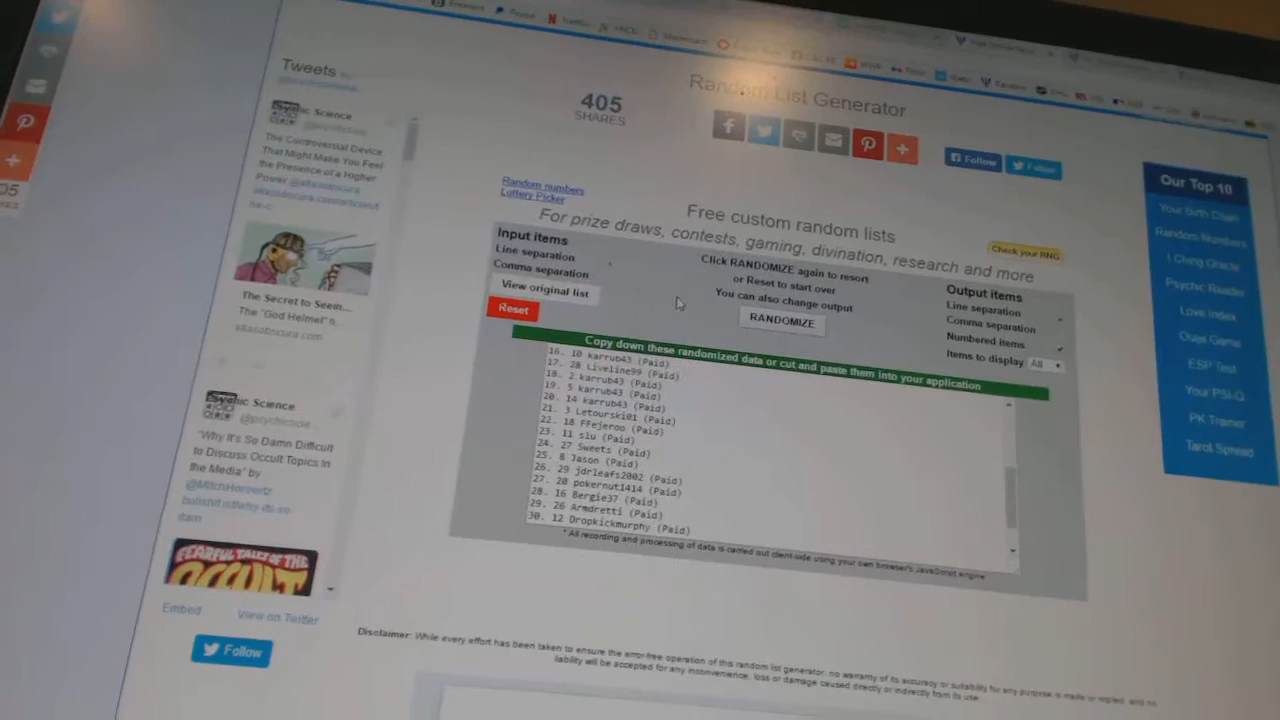 Tweets by
405
SHARES
Random List Generator
Follow
Follow
Psychic Science
The Controversial Device
That Might Make You Feel
the Presence of a Higher
Power @atlasobscura
The Secret to Seein...
The "God Helmet" n.
atlasobscura.com
Psychic Science
@psychicscie
"Why It's So Damn Difficult
to Discuss Occult Topics In
the Media" by
@MitchHorowitz
FEARFUL TALES OF THE
OCCULT
Embed
View on Twitter
Follow
Random numbers
Lottery Picker
Free custom random lists
For prize draws, contests, gaming, divination, research and more
Check your RNG
Input items
Line separation
Comma separation
View original list
Reset
Click RANDOMIZE again to resort
or Reset to start over
You can also change output
RANDOMIZE
Output items
Line separation
Comma separation
Numbered items
Items to display All
Copy down these randomized data or cut and paste them into your application
16. 10 karrub43 (Paid)
17. 28 Liveline99 (Paid)
18. 2 karrub43 (Paid)
19. 5 karrub43 (Paid)
20. 14 karrub43 (Paid)
21. 3 Letourski01 (Paid)
22. 18 FFejeroo (Paid)
23. 11 slu (Paid)
24. 27 Sweets (Paid)
25. 8 Jason (Paid)
26. 29 jdrleafs2002 (Paid)
27. 20 pokernut1414 (Paid)
28. 16 Bergie37 (Paid)
29. 26 Armdretti (Paid)
30. 12 Dropkickmurphy (Paid)
* All recording and processing of data is carried out client-side using your own browser's JavaScript engine
Our Top 10
Your Birth Chart
Random Numbers
I Ching Oracle
Psychic Reader
Love Index
Ouija Game
ESP Test
Your PSI-Q
PK Trainer
Tarot Spread
Disclaimer: While every effort has been taken to ensure the error-free operation of this random list generator, no warranty of its accuracy or suitability for any purpose is made or implied, and no
liability will be accepted for any inconvenience, loss or damage caused directly or indirectly from its use